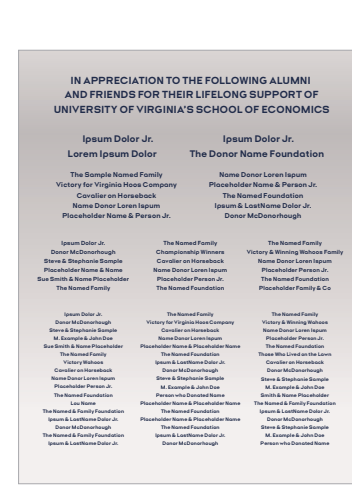 IN APPRECIATION TO THE FOLLOWING ALUMNI
AND FRIENDS FOR THEIR LIFELONG SUPPORT OF
UNIVERSITY OF VIRGINIA'S SCHOOL OF ECONOMICS
Ipsum Dolor Jr.
Lorem Ipsum Dolor
Ipsum Dolor Jr.
The Donor Name Foundation
The Sample Named Family
Victory for Virginia Hoos Company
Cavalier on Horseback
Name Donor Loren Ispum
Placeholder Name & Person Jr.
Name Donor Loren Ispum
Placeholder Name & Person Jr.
The Named Foundation
Ipsum & LastName Dolor Jr.
Donor McDonorhough
Ipsum Dolor Jr.
Donor McDonorhough
Steve & Stephanie Sample
Placeholder Name & Name
Sue Smith & Name Placeholder
The Named Family
The Named Family
Championship Winners
Cavalier on Horseback
Name Donor Loren Ispum
Placeholder Person Jr.
The Named Foundation
The Named Family
Victory & Winning Wahoos Family
Name Donor Loren Ispum
Placeholder Person Jr.
The Named Foundation
Placeholder Family & Co
Ipsum Dolor Jr.
Donor McDonorhough
Steve & Stephanie Sample
M. Example & John Doe
Sue Smith & Name Placeholder
The Named Family
Victory Wahoos
Cavalier on Horseback
Name Donor Loren Ispum
Placeholder Person Jr.
The Named Foundation
Lou Name
The Named & Family Foundation
Ipsum & LastName Dolor Jr.
Donor McDonorhough
The Named & Family Foundation
Ipsum & LastName Dolor Jr.
The Named Family
Victory for Virginia Hoos Company
Cavalier on Horseback
Name Donor Loren Ispum
Placeholder Name & Placeholder Name
The Named Foundation
Ipsum & LastName Dolor Jr.
Donor McDonorhough
Steve & Stephanie Sample
M. Example & John Doe
Person who Donated Name
Placeholder Name & Placeholder Name
The Named Foundation
Placeholder Name & Placeholder Name
The Named Foundation
Ipsum & LastName Dolor Jr.
Donor McDonorhough
The Named Family
Victory & Winning Wahoos
Name Donor Loren Ispum
Placeholder Person Jr.
The Named Foundation
Those Who Lived on the Lawn
Cavalier on Horseback
Donor McDonorhough
Steve & Stephanie Sample
M. Example & John Doe
Smith & Name Placeholder
The Named & Family Foundation
Ipsum & LastName Dolor Jr.
Donor McDonorhough
Steve & Stephanie Sample
M. Example & John Doe
Person who Donated Name